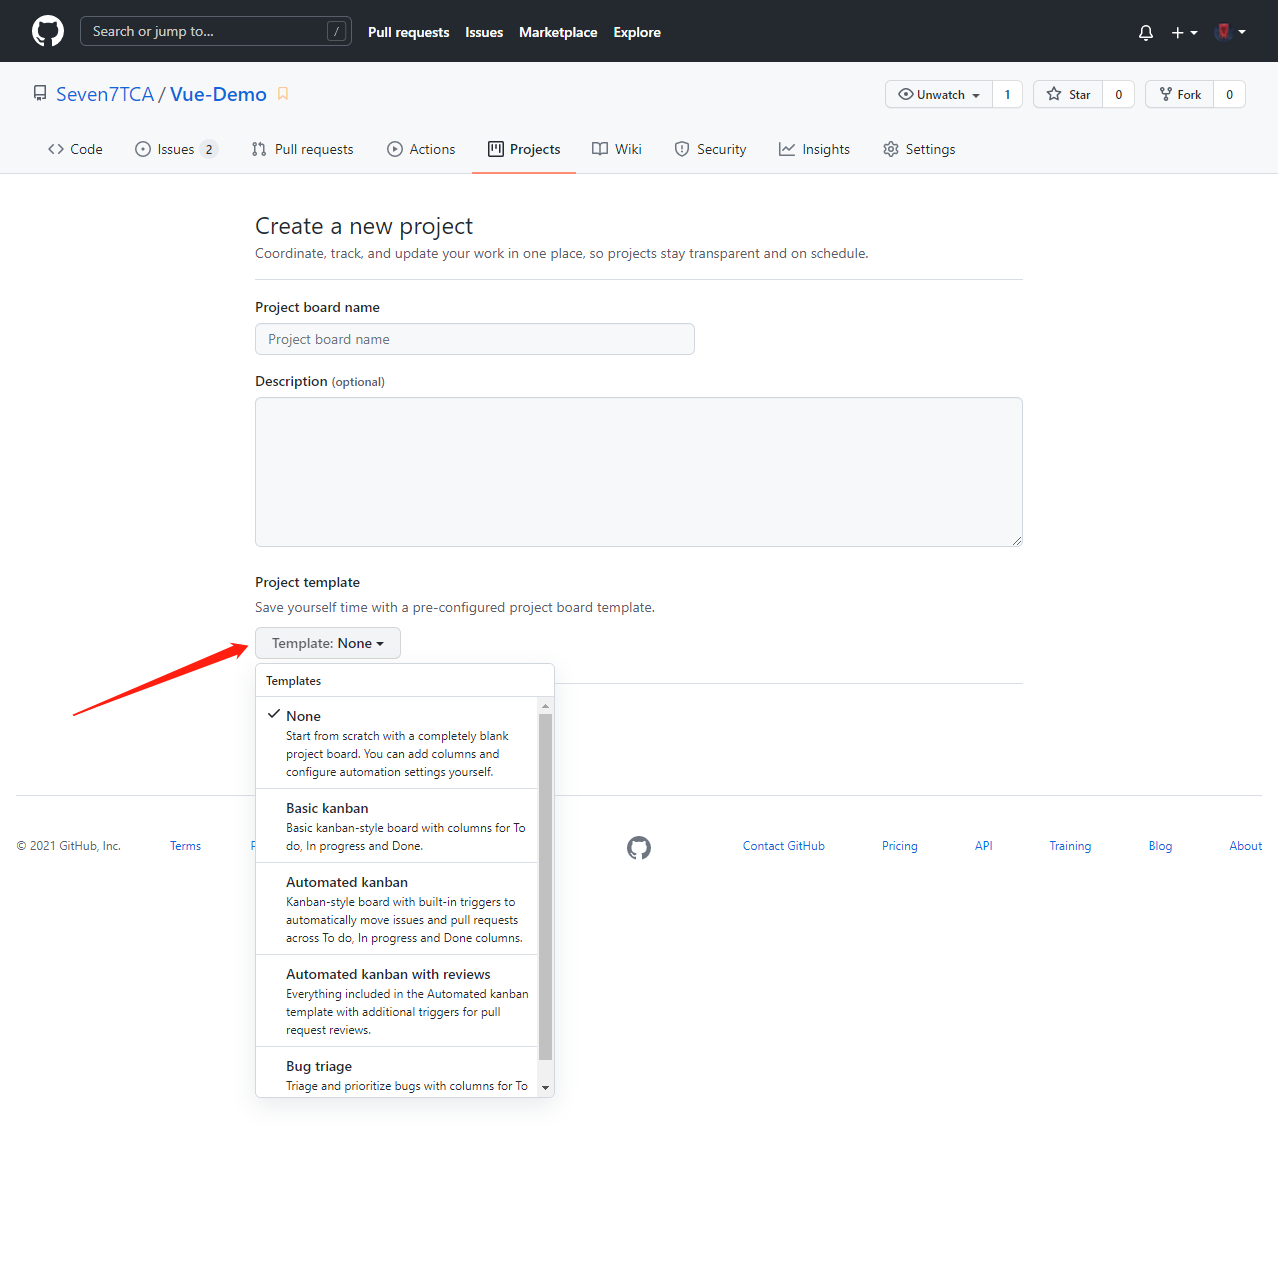 Search or jump to... /
Pull requests Issues Marketplace Explore
Seven7TCA / Vue-Demo
Unwatch 1 Star 0 Fork 0
Code Issues 2 Pull requests Actions Projects Wiki Security Insights Settings
Create a new project
Coordinate, track, and update your work in one place, so projects stay transparent and on schedule.
Project board name
Project board name
Description (optional)
Project template
Save yourself time with a pre-configured project board template.
Template: None
Templates
None
Start from scratch with a completely blank
project board. You can add columns and
configure automation settings yourself.
Basic kanban
Basic kanban-style board with columns for To
do, In progress and Done.
Automated kanban
Kanban-style board with built-in triggers to
automatically move issues and pull requests
across To do, In progress and Done columns.
Automated kanban with reviews
Everything included in the Automated kanban
template with additional triggers for pull
request reviews.
Bug triage
Triage and prioritize bugs with columns for To
© 2021 GitHub, Inc. Terms
Contact GitHub Pricing API Training Blog About